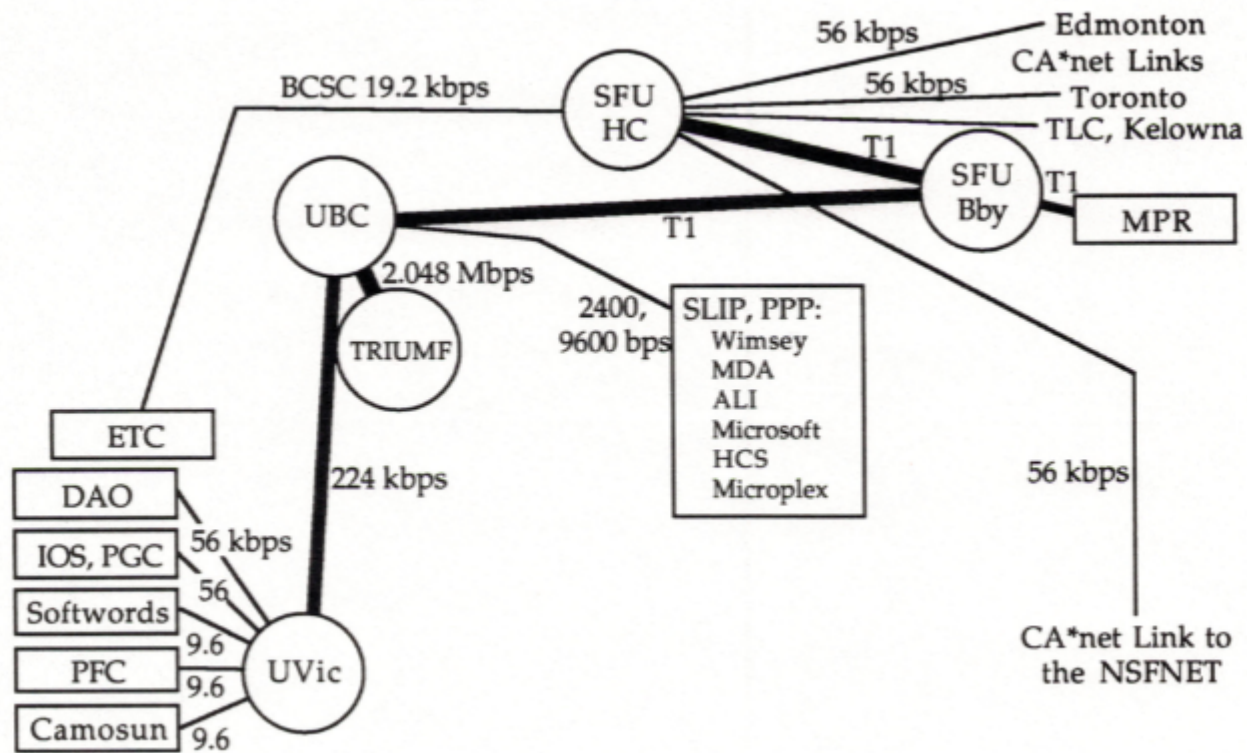 56 kbps
Edmonton
CA*net Links
BCSC 19.2 kbps
SFU
HC
56 kbps
Toronto
TLC, Kelowna
T1
SFU
Bby
T1
MPR
UBC
T1
2.048 Mbps
TRIUMF
2400,
9600 bps
SLIP, PPP:
Wimsey
MDA
ALI
Microsoft
HCS
Microplex
ETC
224 kbps
56 kbps
DAO
56 kbps
IOS, PGC
56
Softwords
9.6
PFC
9.6
Camosun
9.6
UVic
CA*net Link to
the NSFNET